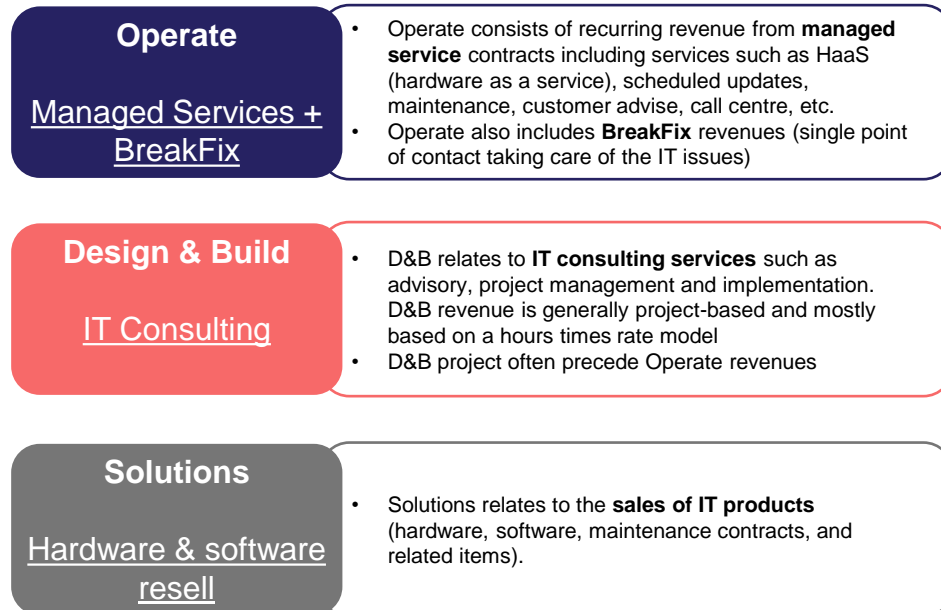 Operate
Managed Services +
BreakFix
• Operate consists of recurring revenue from managed
service contracts including services such as HaaS
(hardware as a service), scheduled updates,
maintenance, customer advise, call centre, etc.
• Operate also includes BreakFix revenues (single point
of contact taking care of the IT issues)
Design & Build
IT Consulting
• D&B relates to IT consulting services such as
advisory, project management and implementation.
D&B revenue is generally project-based and mostly
based on a hours times rate model
• D&B project often precede Operate revenues
Solutions
Hardware & software
resell
• Solutions relates to the sales of IT products
(hardware, software, maintenance contracts, and
related items).